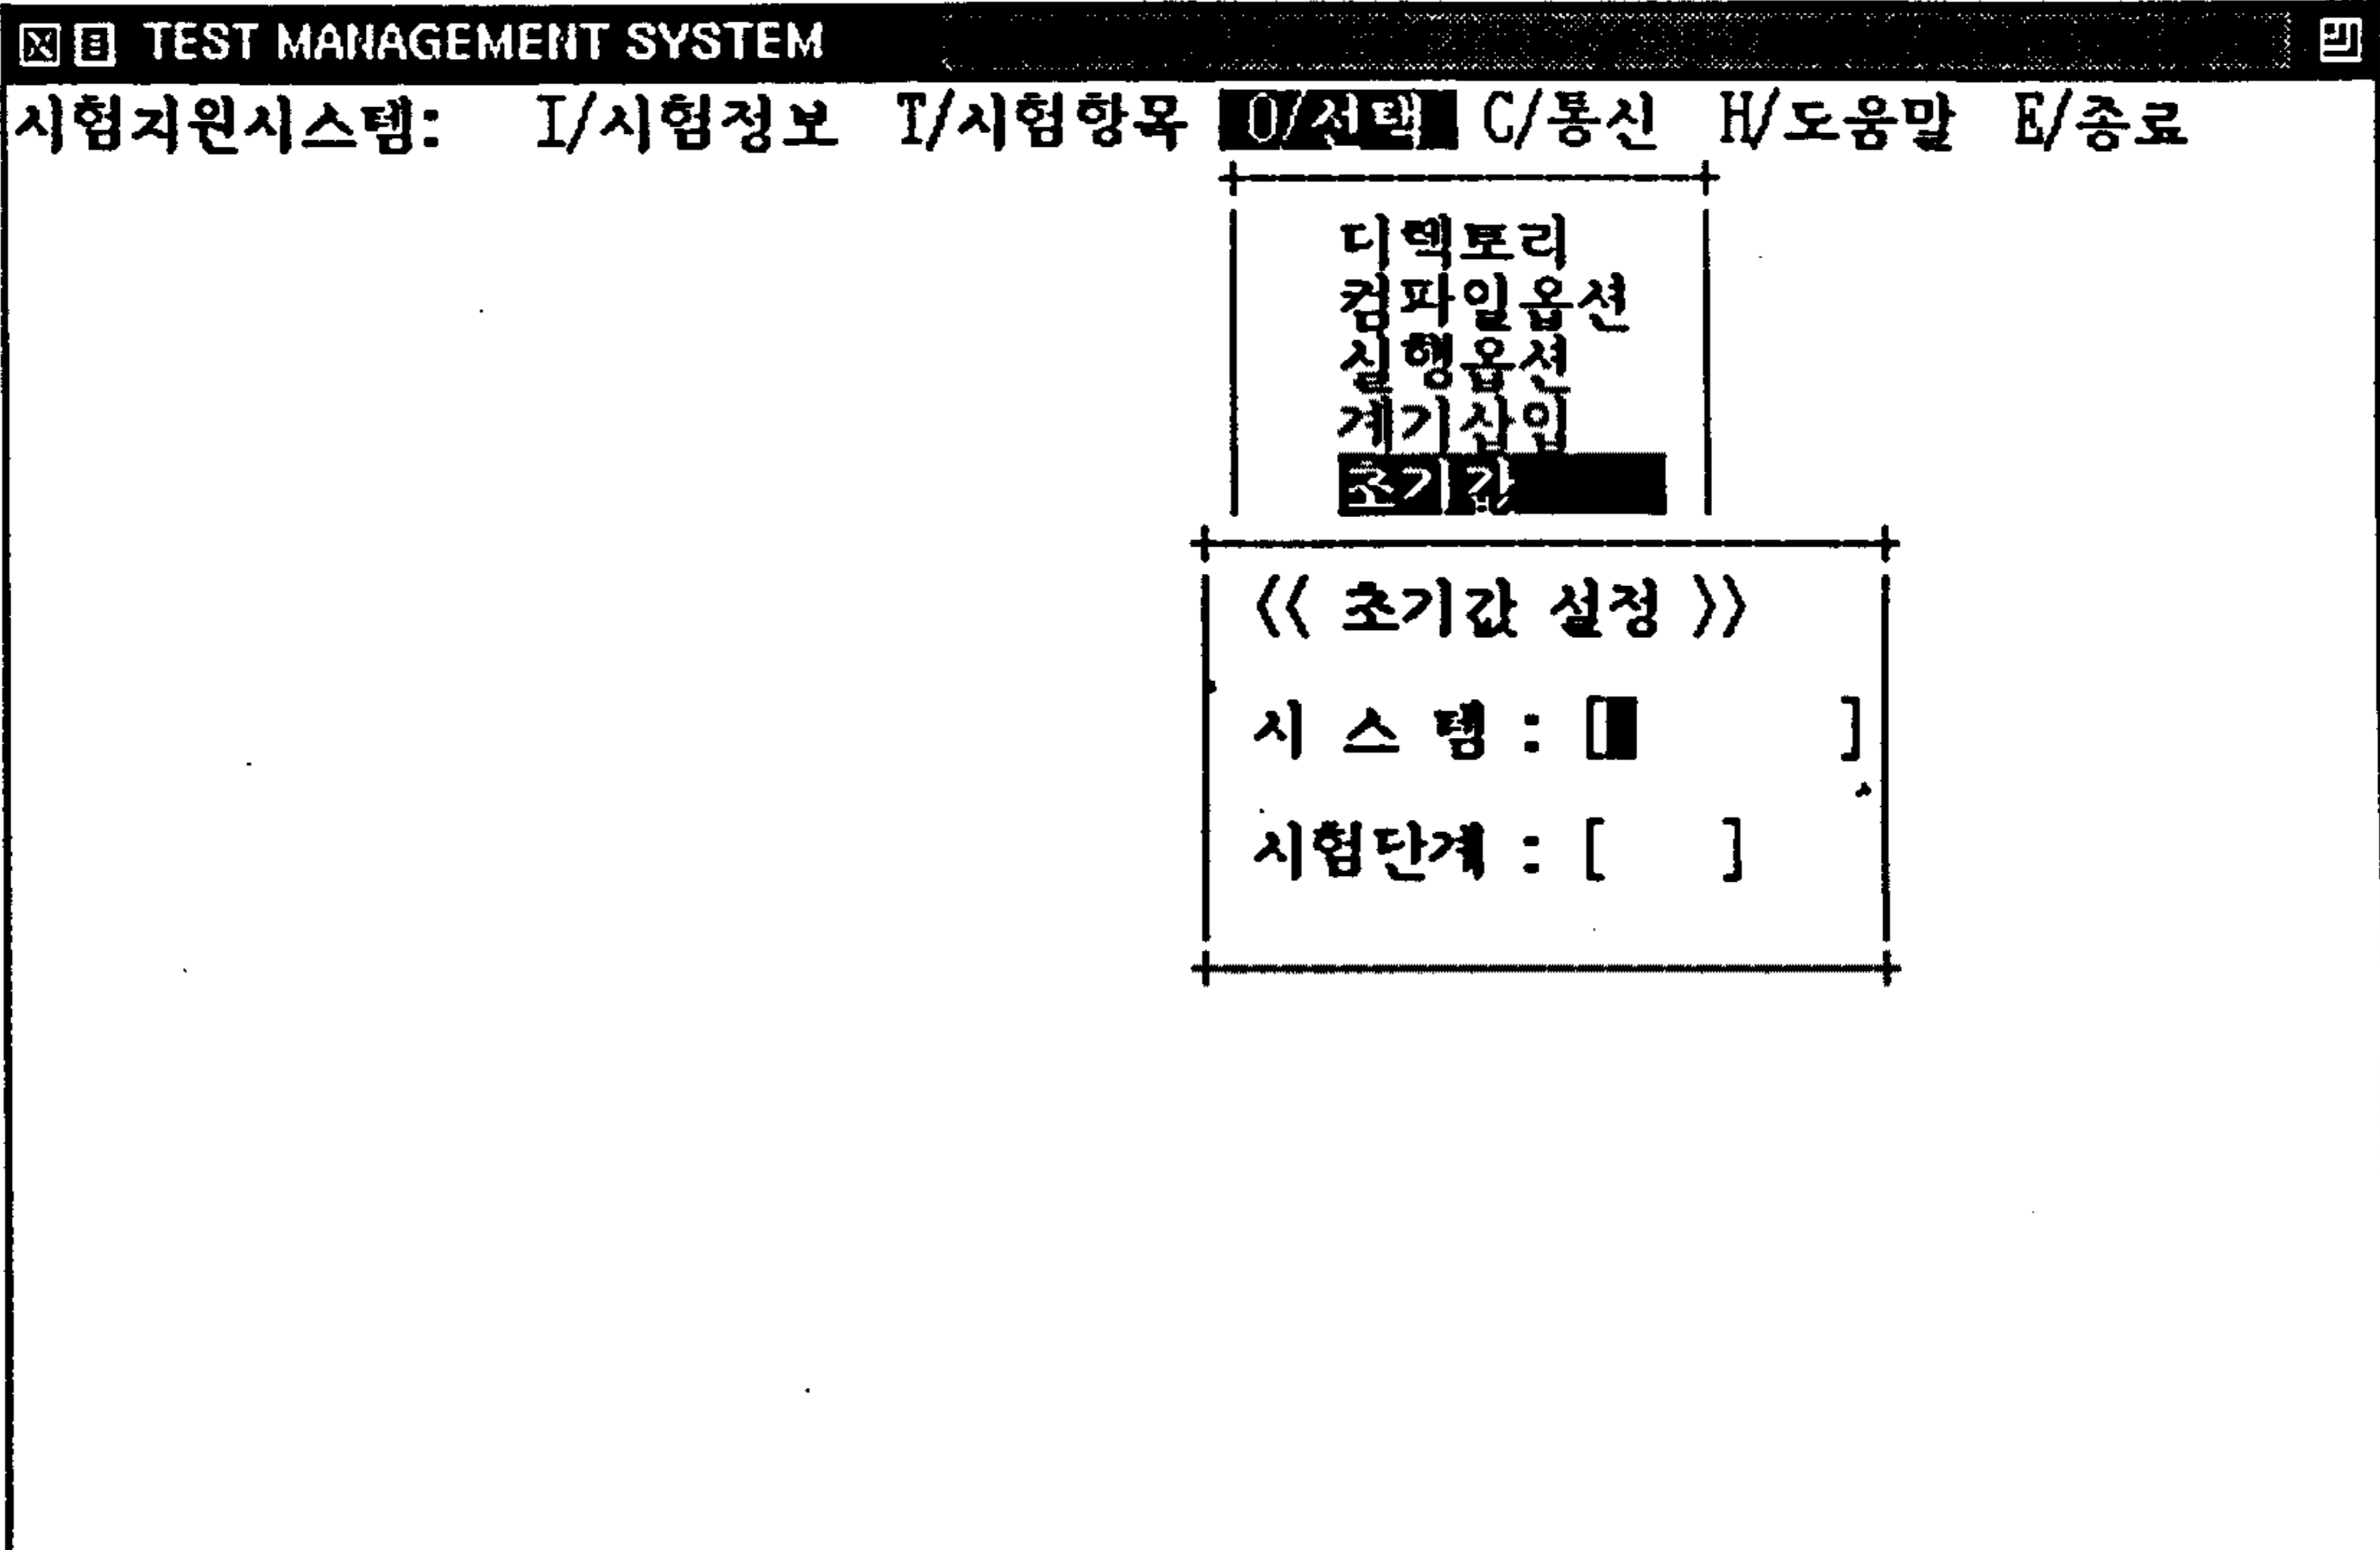 TEST MANAGEMENT SYSTEM
시험지원시스템: I/시험정보 T/시험항목 O/선택 C/통신 H/도움말 E/종료
디렉토리
컴파일옵션
실행옵션
계기삽입
초기값
《 초기값 설정 》
시 스 템 : [ ]
시험단계 : [ ]